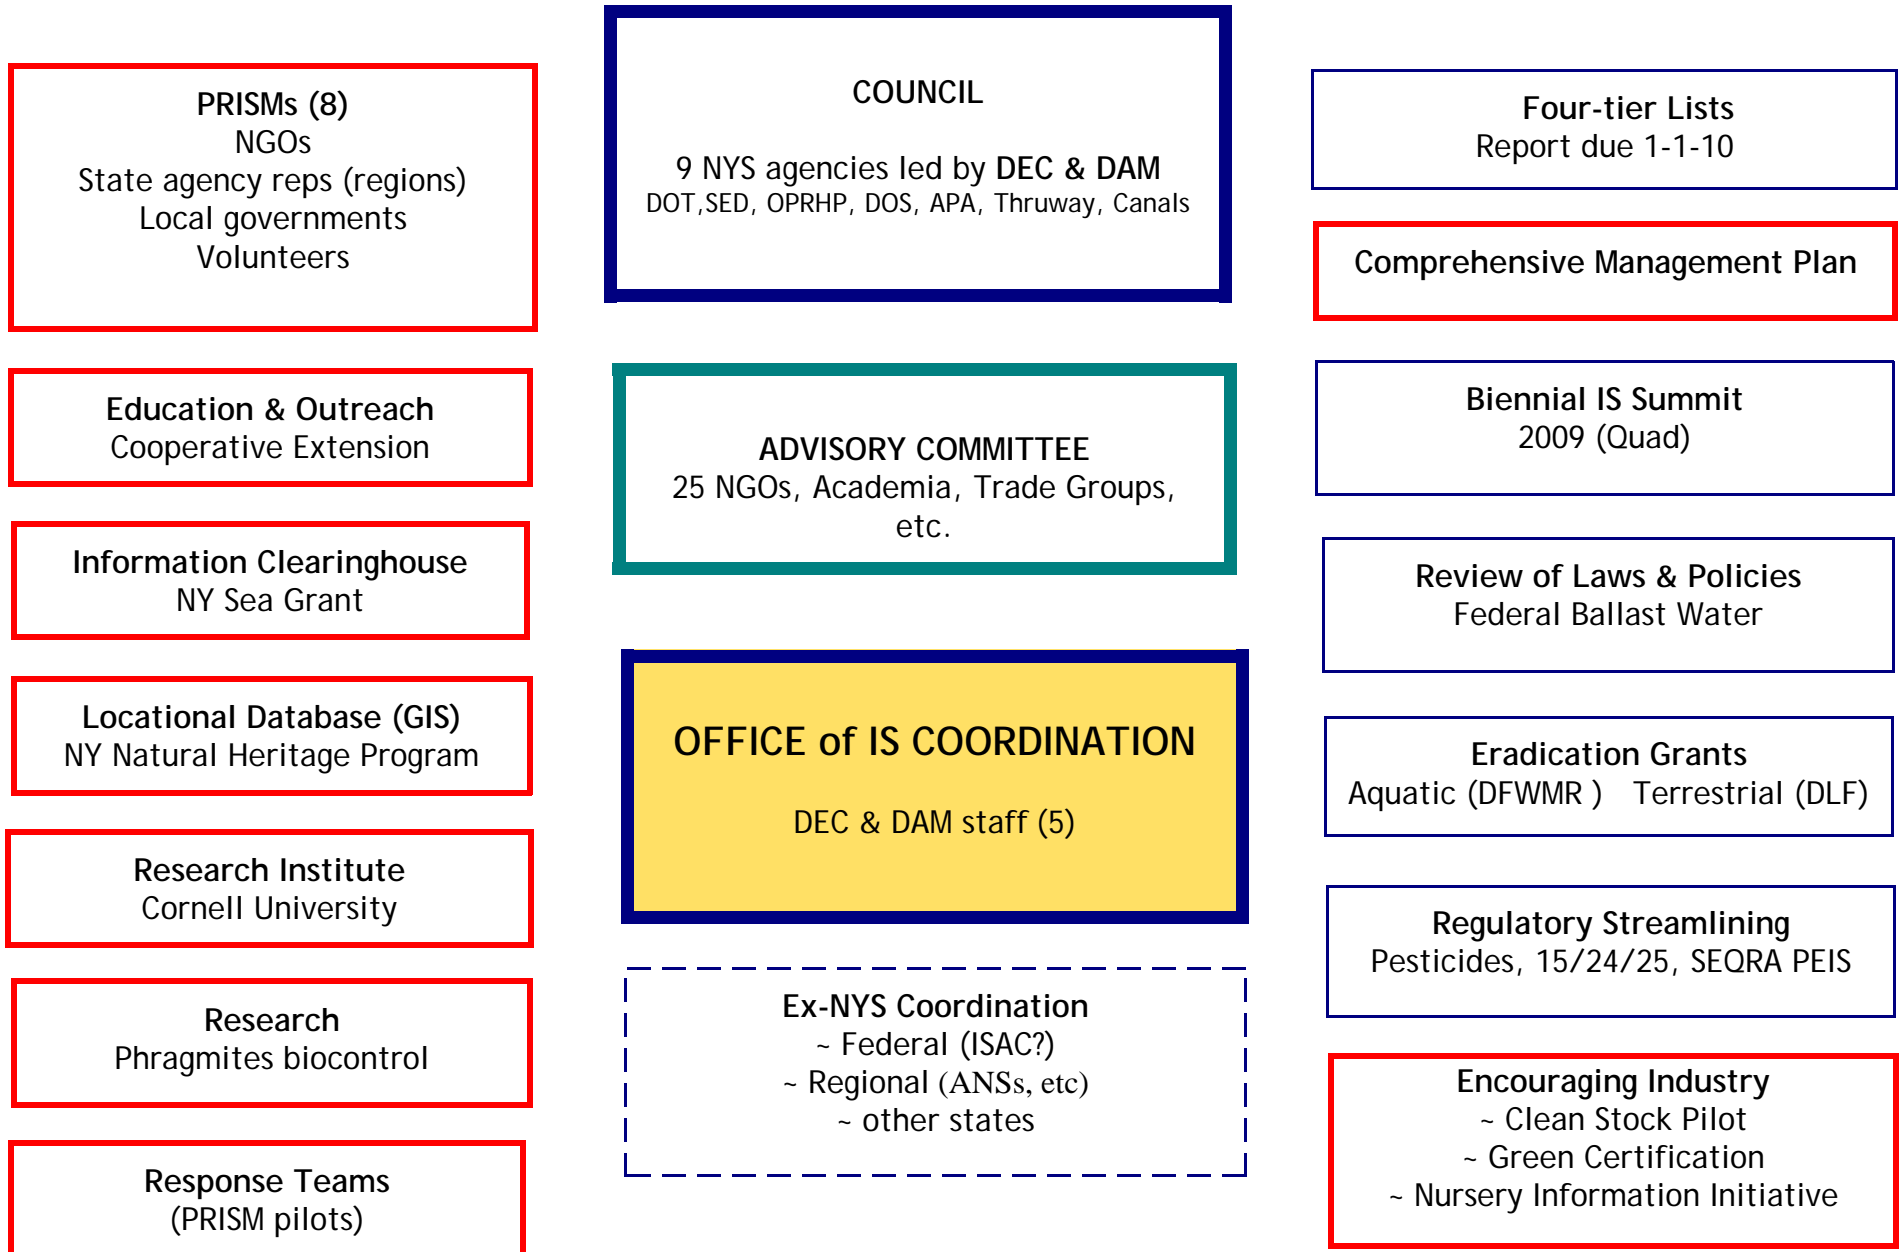 PRISMs (8)
NGOs
State agency reps (regions)
Local governments
Volunteers
Education & Outreach
Cooperative Extension
Information Clearinghouse
NY Sea Grant
Locational Database (GIS)
NY Natural Heritage Program
Research Institute
Cornell University
Research
Phragmites biocontrol
Response Teams
(PRISM pilots)
COUNCIL
9 NYS agencies led by DEC & DAM
DOT,SED, OPRHP, DOS, APA, Thruway, Canals
ADVISORY COMMITTEE
25 NGOs, Academia, Trade Groups,
etc.
OFFICE of IS COORDINATION
DEC & DAM staff (5)
Ex-NYS Coordination
~ Federal (ISAC?)
~ Regional (ANSs, etc)
~ other states
Four-tier Lists
Report due 1-1-10
Comprehensive Management Plan
Biennial IS Summit
2009 (Quad)
Review of Laws & Policies
Federal Ballast Water
Eradication Grants
Aquatic (DFWMR ) Terrestrial (DLF)
Regulatory Streamlining
Pesticides, 15/24/25, SEQRA PEIS
Encouraging Industry
~ Clean Stock Pilot
~ Green Certification
~ Nursery Information Initiative